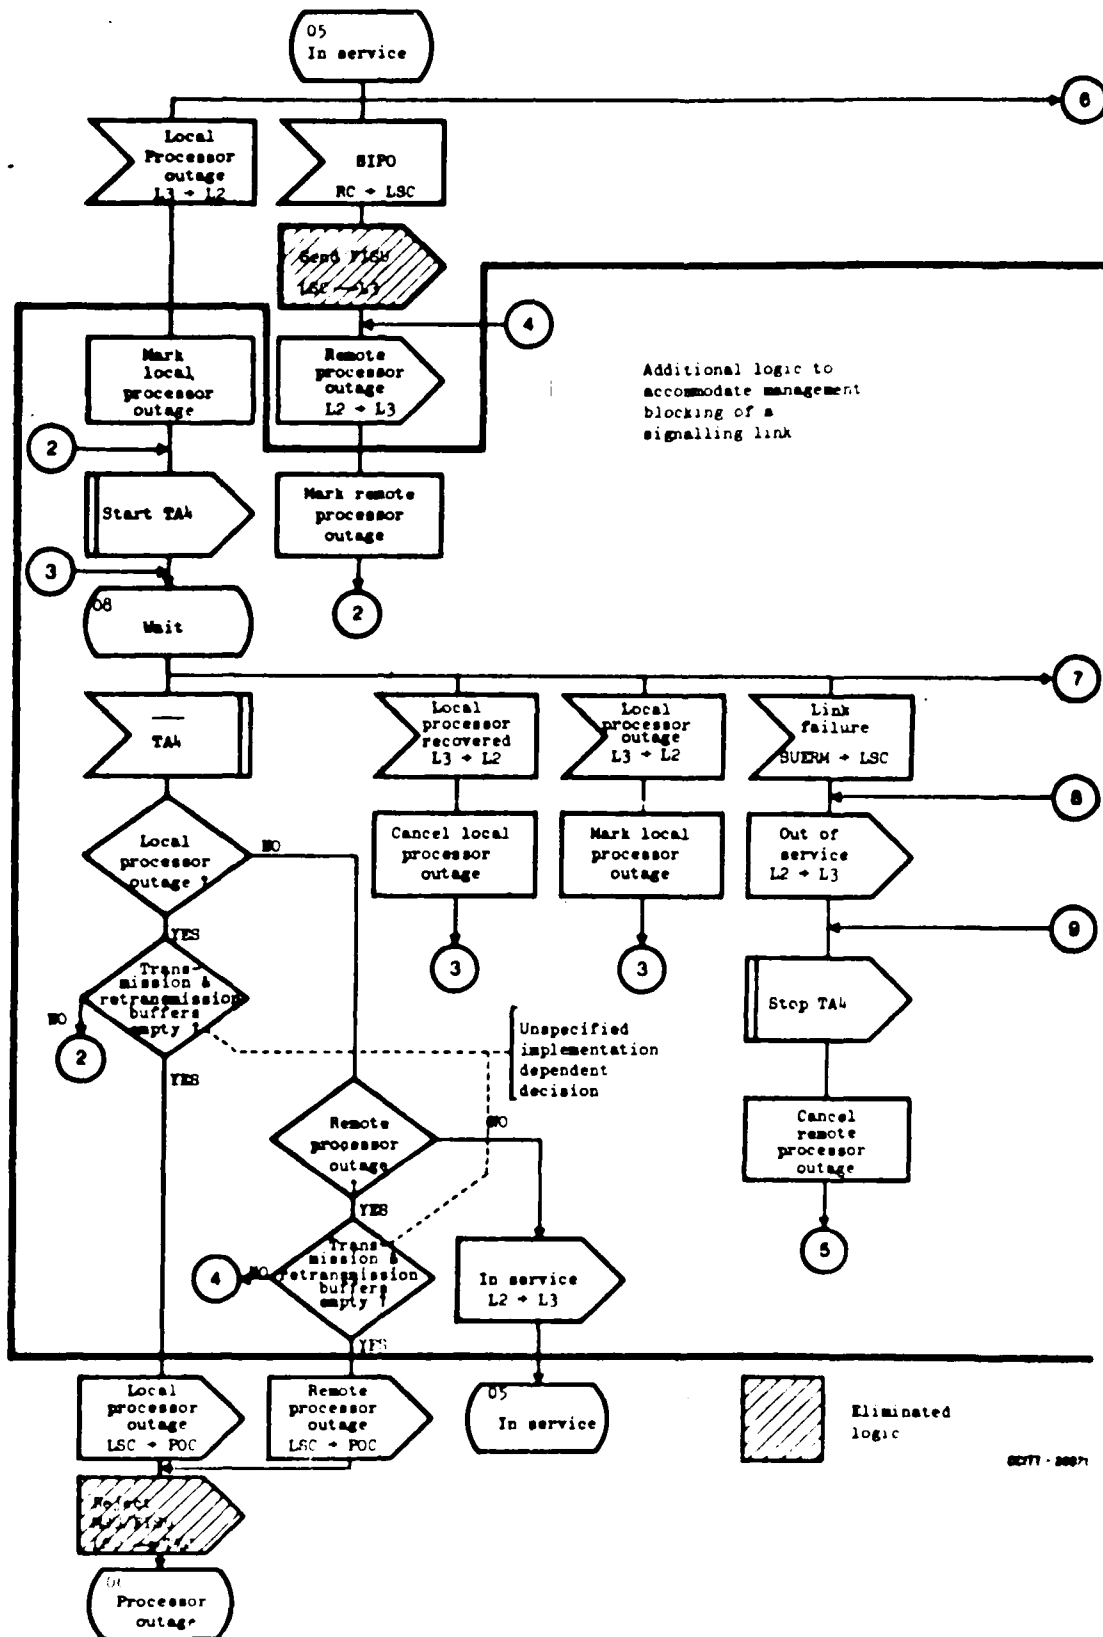 05
In service
6
Local
Processor
outage
L3 → L2
SIPO
RC → LSC
Send FISU
LSC → L3
4
Mark
local
processor
outage
Remote
processor
outage
L2 → L3
Additional logic to
accommodate management
blocking of a
signalling link
2
Start TA4
Mark remote
processor
outage
3
08
Wait
2
7
TA4
Local
processor
recovered
L3 → L2
Local
processor
outage
L3 → L2
Link
failure
SUERM → LSC
8
Local
processor
outage ?
NO
Cancel local
processor
outage
Mark local
processor
outage
Out of
service
L2 → L3
YES
3
3
9
Trans-
mission &
retransmission
buffers
empty ?
NO
2
YES
Stop TA4
Unspecified
implementation
dependent
decision
Remote
processor
outage
?
NO
Cancel
remote
processor
outage
YES
5
Trans-
mission &
retransmission
buffers
empty ?
NO
4
YES
In service
L2 → L3
Local
processor
outage
LSC → POC
Remote
processor
outage
LSC → POC
05
In service
Eliminated
logic
CCITT -
Reject
Processor
outage